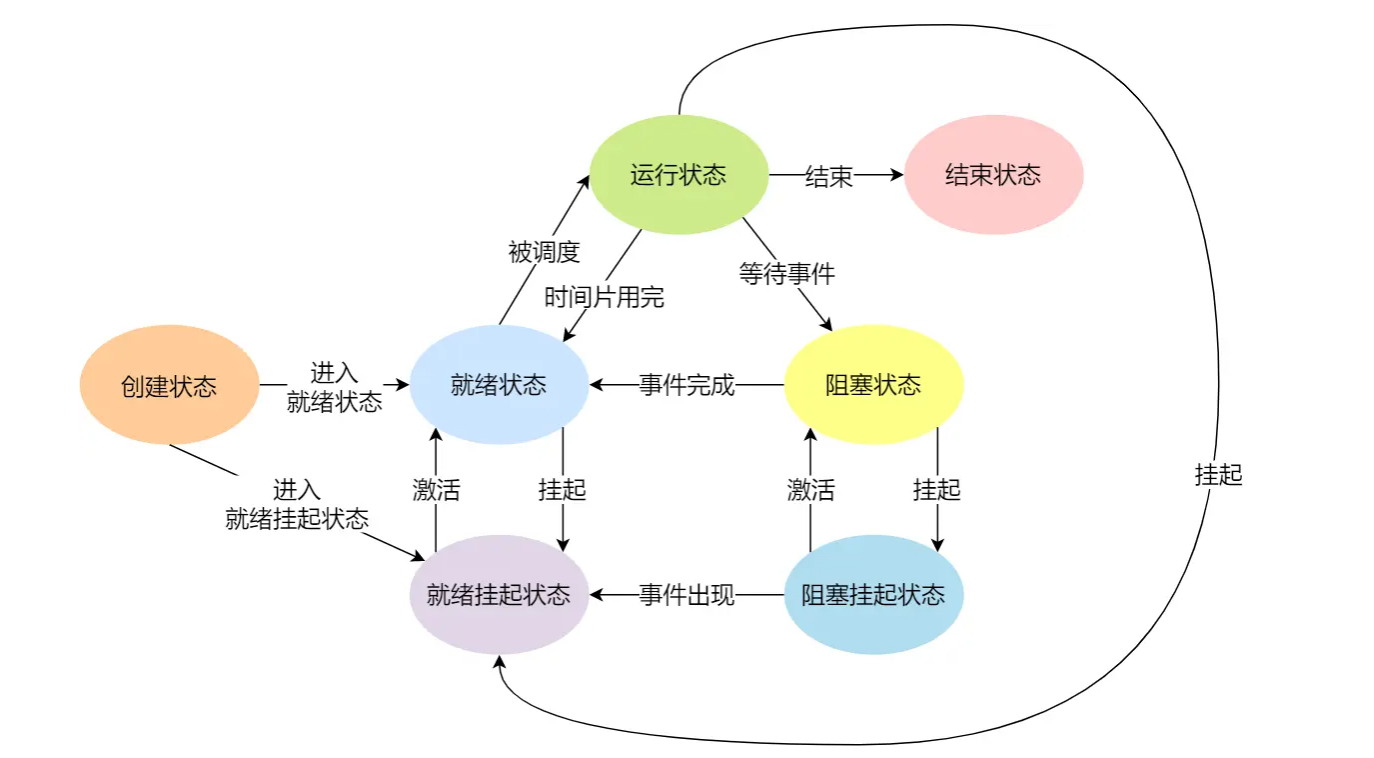 运行状态
结束
结束状态
被调度
等待事件
时间片用完
创建状态
进入
就绪状态
就绪状态
事件完成
阻塞状态
进入
就绪挂起状态
激活
挂起
激活
挂起
挂起
就绪挂起状态
事件出现
阻塞挂起状态